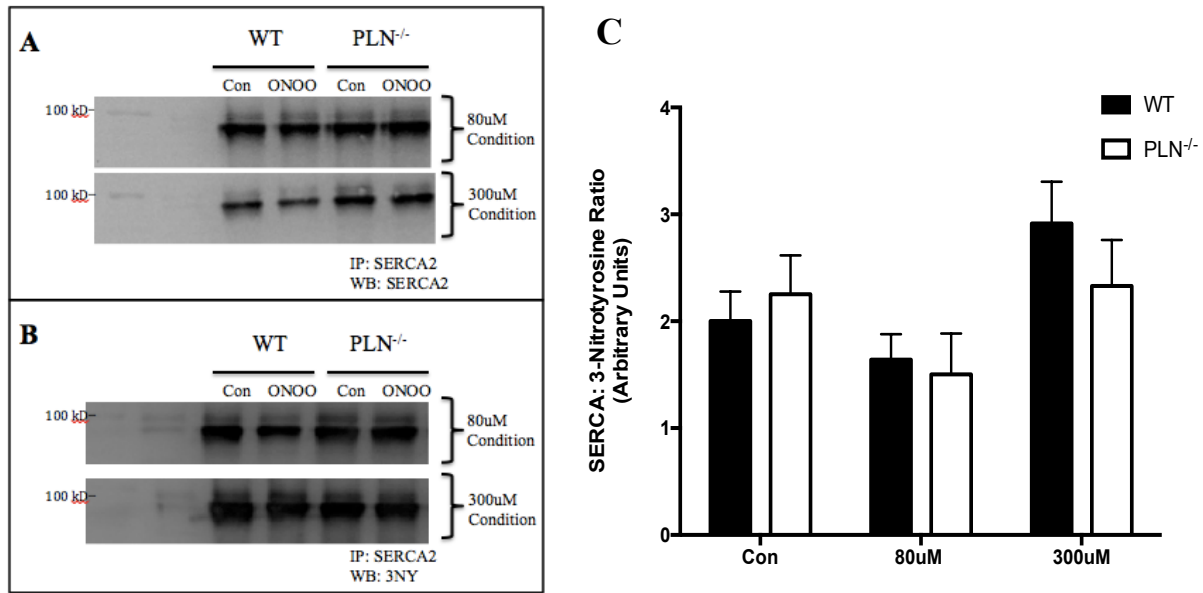 A
WT PLN-/-
Con ONOO Con ONOO
100 kD
80uM
Condition
100 kD
300uM
Condition
IP: SERCA2
WB: SERCA2
B
WT PLN-/-
Con ONOO Con ONOO
100 kD
80uM
Condition
100 kD
300uM
Condition
IP: SERCA2
WB: 3NY
C
WT
PLN-/-
SERCA: 3-Nitrotyrosine Ratio
(Arbitrary Units)
4
3
2
1
0
Con 80uM 300uM